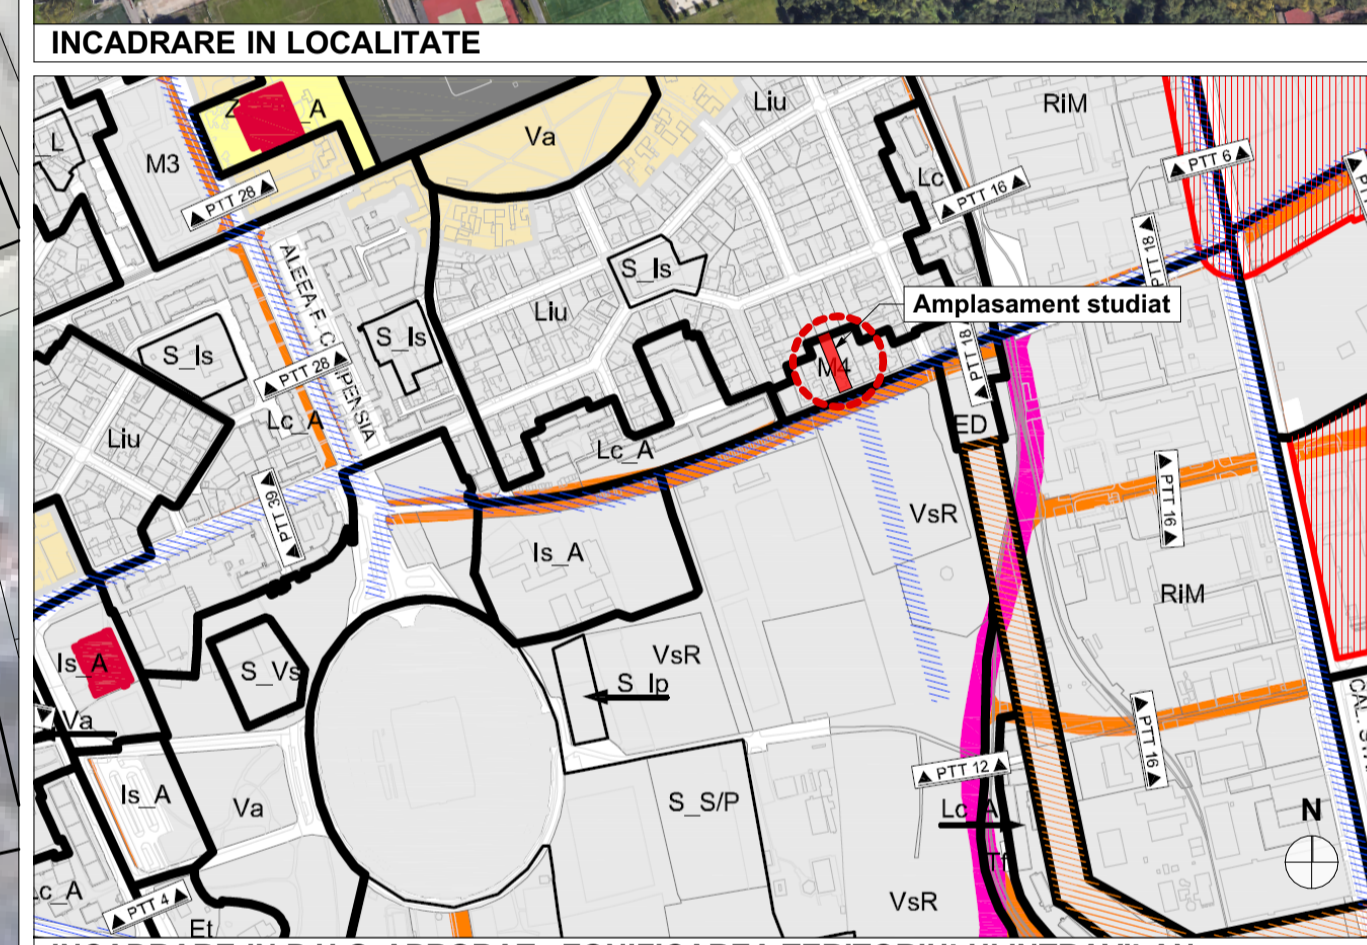 INCADRARE IN LOCALITATE
Liu
RiM
Z_A
L
M3
Va
PTT 6
PTT 28
Lc
PTT 16
PTT 18
S_Is
ALEEA F. C
Liu
Amplasament studiat
S_Is
S_Is
PTT 18
PTT 28
M4
IPENSIA
Lc_A
ED
Liu
Lc_A
PTT 16
PTT 39
VsR
Is_A
RiM
VsR
Is_A
S_Vs
S_Ip
Va
PTT 16
PTT 12
Is_A
Va
S_S/P
Lc_A
N
Tf
Lc_A
PTT 4
VsR
Et